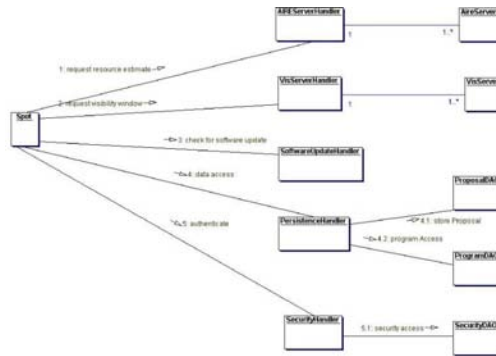 AIREServerHandler
AireServer
1
1..*
1: request resource estimate
VisServerHandler
VisServer
1
1..*
2: request visibility window
Spot
3: check for software update
SoftwareUpdateHandler
4: data access
ProposalDAO
4.1: store Proposal
PersistenceHandler
5: authenticate
4.2: program Access
ProgramDAO
SecurityHandler
5.1: security access
SecurityDAO